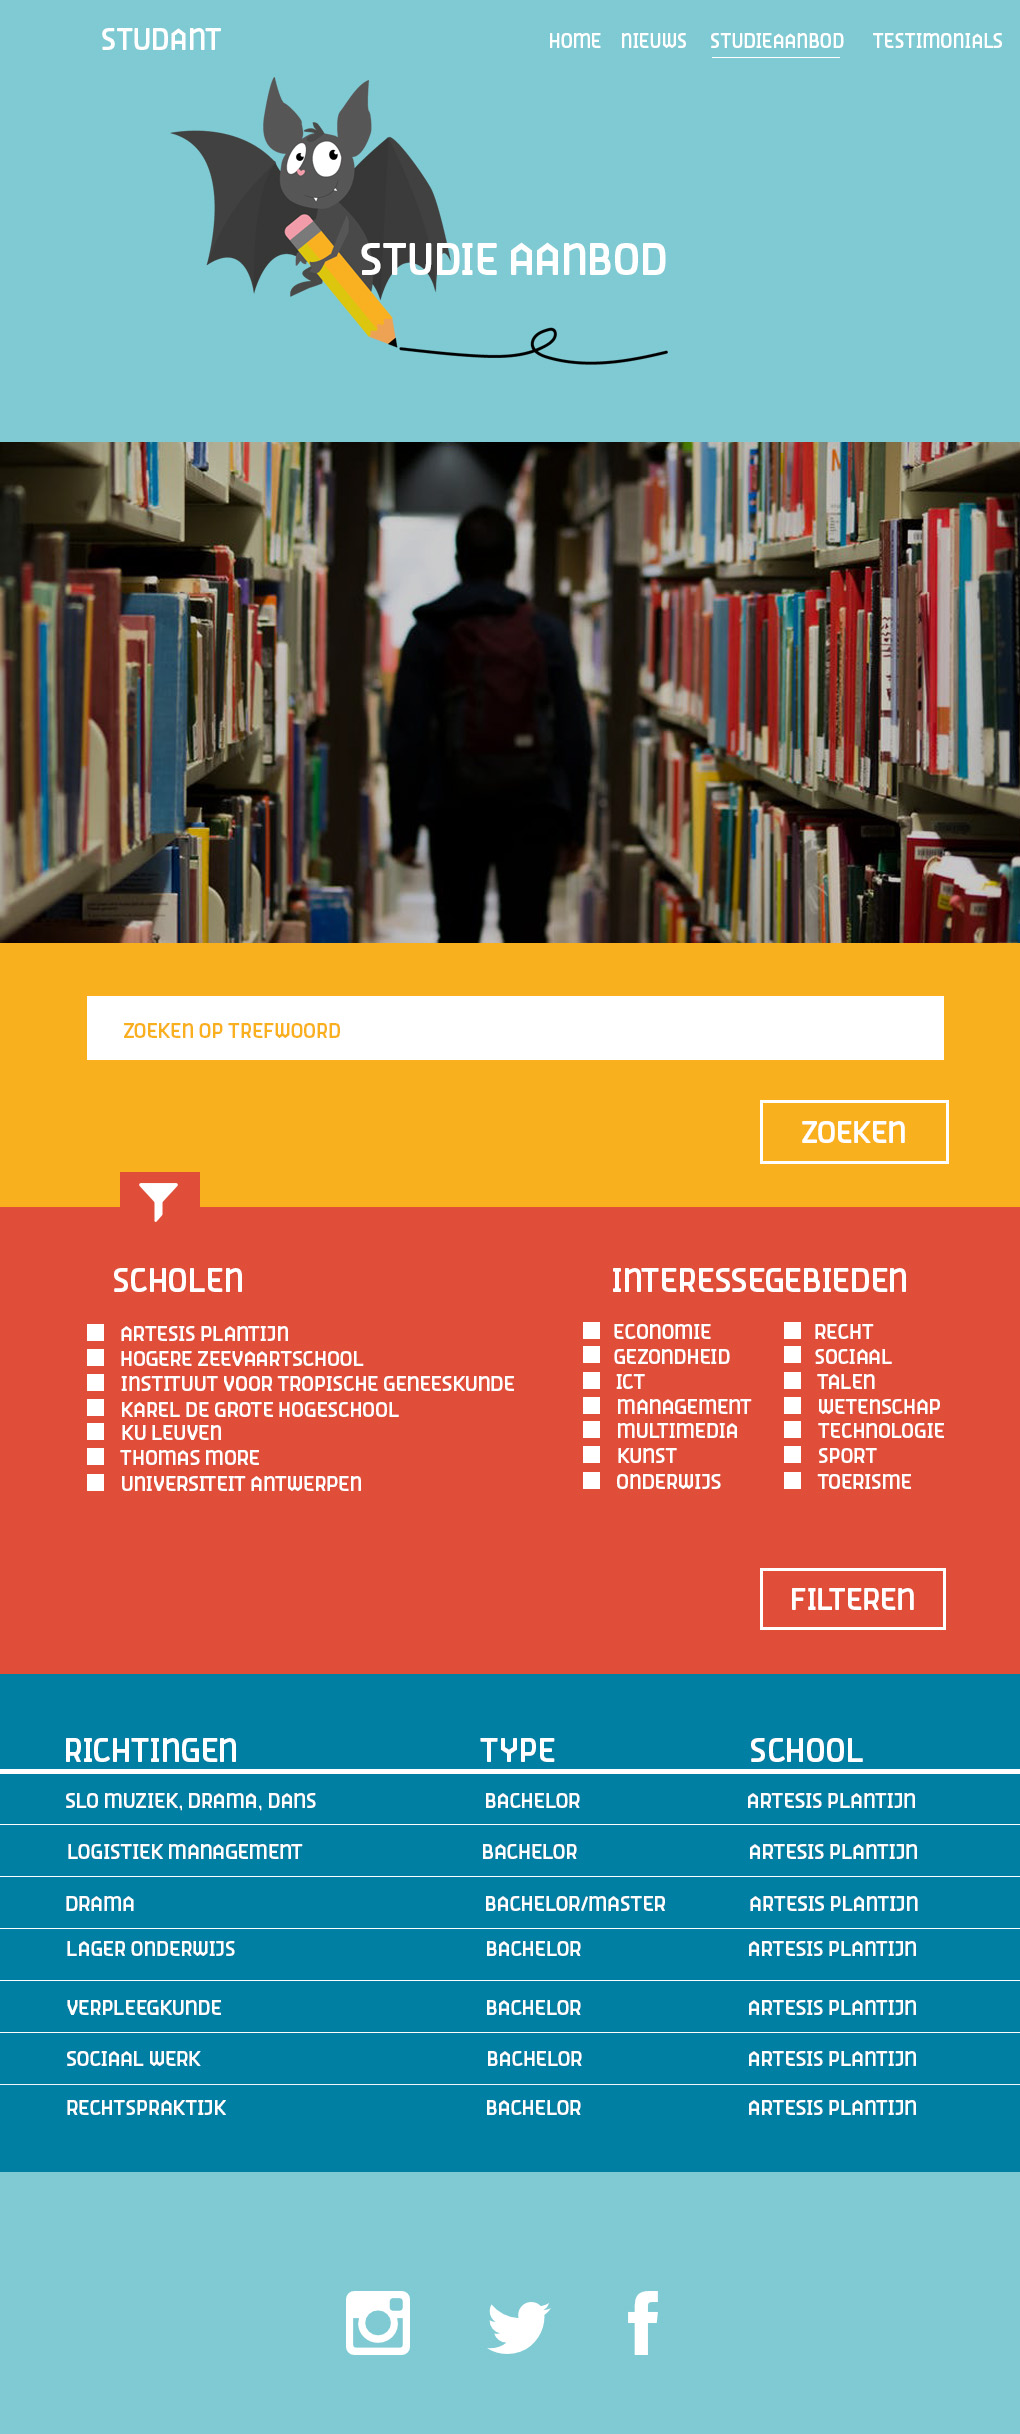 STUDANT
HOME NIEUWS STUDIEAANBOD TESTIMONIALS
STUDIE AANBOD
ZOEKEN OP TREFWOORD
ZOEKEN
SCHOLEN
ARTESIS PLANTIJN
HOGERE ZEEVAARTSCHOOL
INSTITUUT VOOR TROPISCHE GENEESKUNDE
KAREL DE GROTE HOGESCHOOL
KU LEUVEN
THOMAS MORE
UNIVERSITEIT ANTWERPEN
INTERESSEGEBIEDEN
ECONOMIE RECHT
GEZONDHEID SOCIAAL
ICT TALEN
MANAGEMENT WETENSCHAP
MULTIMEDIA TECHNOLOGIE
KUNST SPORT
ONDERWIJS TOERISME
FILTEREN
RICHTINGEN TYPE SCHOOL
SLO MUZIEK, DRAMA, DANS BACHELOR ARTESIS PLANTIJN
LOGISTIEK MANAGEMENT BACHELOR ARTESIS PLANTIJN
DRAMA BACHELOR/MASTER ARTESIS PLANTIJN
LAGER ONDERWIJS BACHELOR ARTESIS PLANTIJN
VERPLEEGKUNDE BACHELOR ARTESIS PLANTIJN
SOCIAAL WERK BACHELOR ARTESIS PLANTIJN
RECHTSPRAKTIJK BACHELOR ARTESIS PLANTIJN